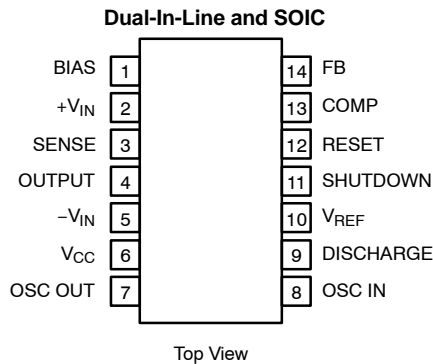 Dual-In-Line and SOIC
BIAS 1 14 FB
+VIN 2 13 COMP
SENSE 3 12 RESET
OUTPUT 4 11 SHUTDOWN
−VIN 5 10 VREF
VCC 6 9 DISCHARGE
OSC OUT 7 8 OSC IN
Top View